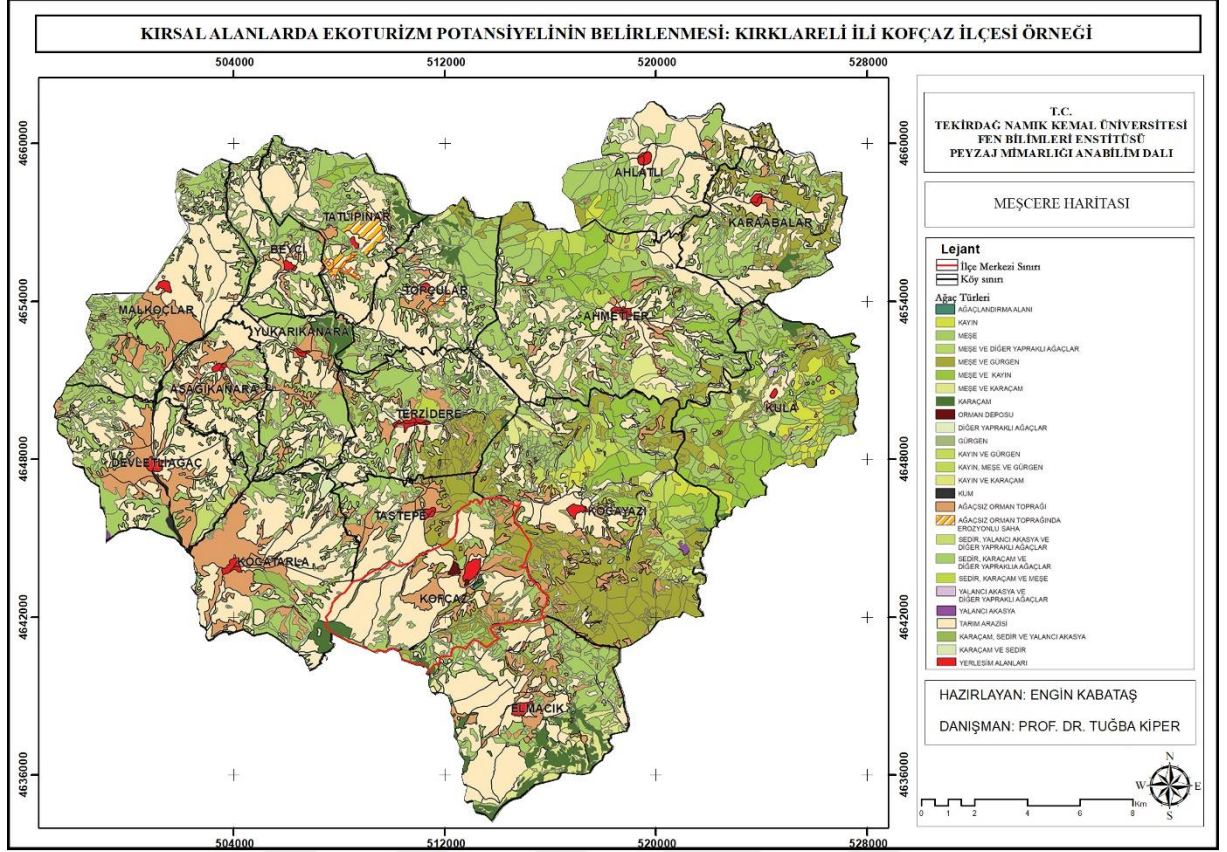 KIRSAL ALANLARDA EKOTURİZM POTANSİYELİNİN BELİRLENMESİ: KIRKLARELİ İLİ KOFÇAZ İLÇESİ ÖRNEĞİ
504000
512000
520000
528000
4660000
4654000
4648000
4642000
4636000
AHLATLI
KARAABALAR
TATLIPINAR
BEYCİ
TOPÇULAR
MALKOÇLAR
AHMETLER
YUKARIKANARA
AŞAĞIKANARA
KULA
TERZİDERE
DEVLETLİAĞAÇ
TAŞTEPE
KOCAYAZI
KOCATARLA
KOFÇAZ
ELMACIK
4660000
4654000
4648000
4642000
4636000
504000
512000
520000
528000
T.C.
TEKİRDAĞ NAMIK KEMAL ÜNİVERSİTESİ
FEN BİLİMLERİ ENSTİTÜSÜ
PEYZAJ MİMARLIĞI ANABİLİM DALI
MEŞCERE HARİTASI
Lejant
İlçe Merkezi Sınırı
Köy sınırı
Ağaç Türleri
AĞAÇLANDIRMA ALANI
KAYIN
MEŞE
MEŞE VE DİĞER YAPRAKLI AĞAÇLAR
MEŞE VE GÜRGEN
MEŞE VE KAYIN
MEŞE VE KARAÇAM
KARAÇAM
ORMAN DEPOSU
DİĞER YAPRAKLI AĞAÇLAR
GÜRGEN
KAYIN VE GÜRGEN
KAYIN, MEŞE VE GÜRGEN
KAYIN VE KARAÇAM
KUM
AĞAÇSIZ ORMAN TOPRAĞI
AĞAÇSIZ ORMAN TOPRAĞINDA
EROZYONLU SAHA
SEDİR, YALANCI AKASYA VE
DİĞER YAPRAKLI AĞAÇLAR
SEDİR, KARAÇAM VE
DİĞER YAPRAKLIA AĞAÇLAR
SEDİR, KARAÇAM VE MEŞE
YALANCI AKASYA VE
DİĞER YAPRAKLI AĞAÇLAR
YALANCI AKASYA
TARIM ARAZİSİ
KARAÇAM, SEDİR VE YALANCI AKASYA
KARAÇAM VE SEDİR
YERLEŞİM ALANLARI
HAZIRLAYAN: ENGİN KABATAŞ
DANIŞMAN: PROF. DR. TUĞBA KİPER
N
W
E
S
Km
0 1 2 4 6 8